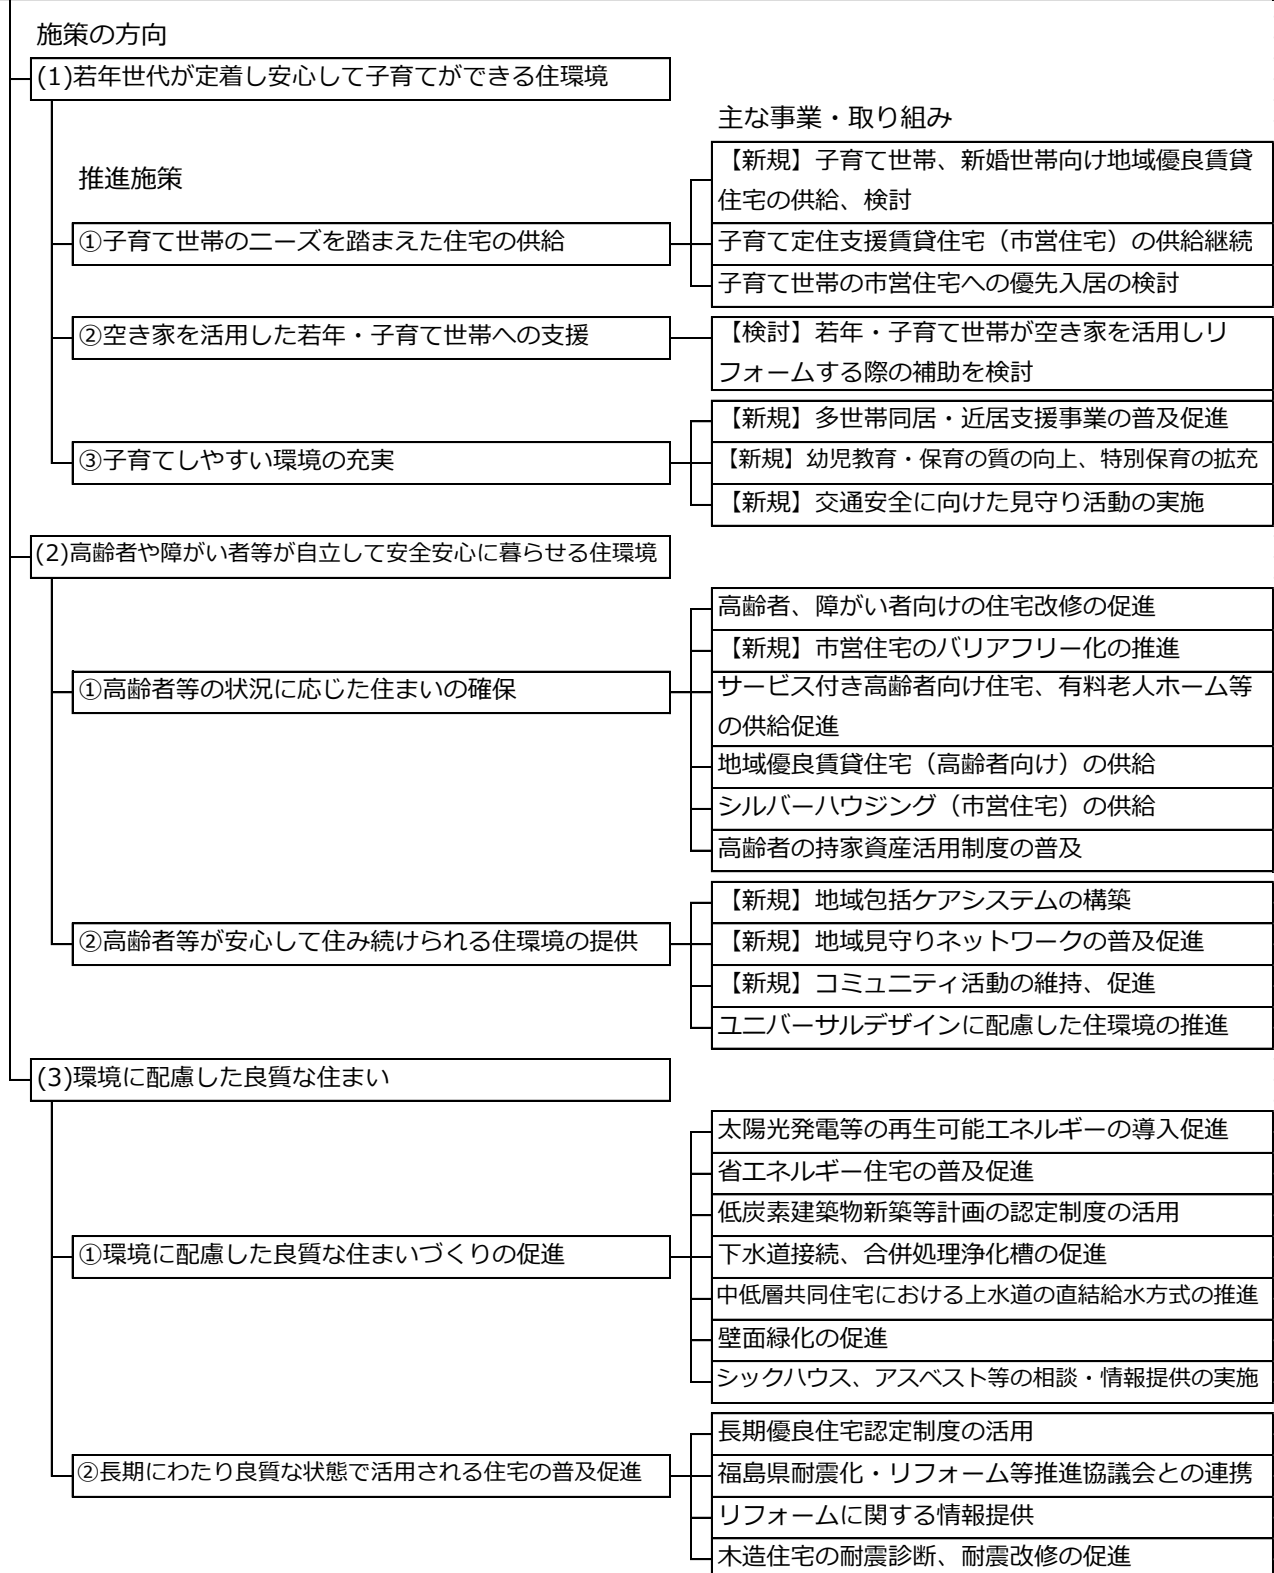 施策の方向
(1)若年世代が定着し安心して子育てができる住環境
主な事業・取り組み
推進施策
①子育て世帯のニーズを踏まえた住宅の供給
【新規】子育て世帯、新婚世帯向け地域優良賃貸
住宅の供給、検討
子育て定住支援賃貸住宅（市営住宅）の供給継続
子育て世帯の市営住宅への優先入居の検討
②空き家を活用した若年・子育て世帯への支援
【検討】若年・子育て世帯が空き家を活用しリ
フォームする際の補助を検討
③子育てしやすい環境の充実
【新規】多世帯同居・近居支援事業の普及促進
【新規】幼児教育・保育の質の向上、特別保育の拡充
【新規】交通安全に向けた見守り活動の実施
(2)高齢者や障がい者等が自立して安全安心に暮らせる住環境
①高齢者等の状況に応じた住まいの確保
高齢者、障がい者向けの住宅改修の促進
【新規】市営住宅のバリアフリー化の推進
サービス付き高齢者向け住宅、有料老人ホーム等
の供給促進
地域優良賃貸住宅（高齢者向け）の供給
シルバーハウジング（市営住宅）の供給
高齢者の持家資産活用制度の普及
②高齢者等が安心して住み続けられる住環境の提供
【新規】地域包括ケアシステムの構築
【新規】地域見守りネットワークの普及促進
【新規】コミュニティ活動の維持、促進
ユニバーサルデザインに配慮した住環境の推進
(3)環境に配慮した良質な住まい
①環境に配慮した良質な住まいづくりの促進
太陽光発電等の再生可能エネルギーの導入促進
省エネルギー住宅の普及促進
低炭素建築物新築等計画の認定制度の活用
下水道接続、合併処理浄化槽の促進
中低層共同住宅における上水道の直結給水方式の推進
壁面緑化の促進
シックハウス、アスベスト等の相談・情報提供の実施
②長期にわたり良質な状態で活用される住宅の普及促進
長期優良住宅認定制度の活用
福島県耐震化・リフォーム等推進協議会との連携
リフォームに関する情報提供
木造住宅の耐震診断、耐震改修の促進